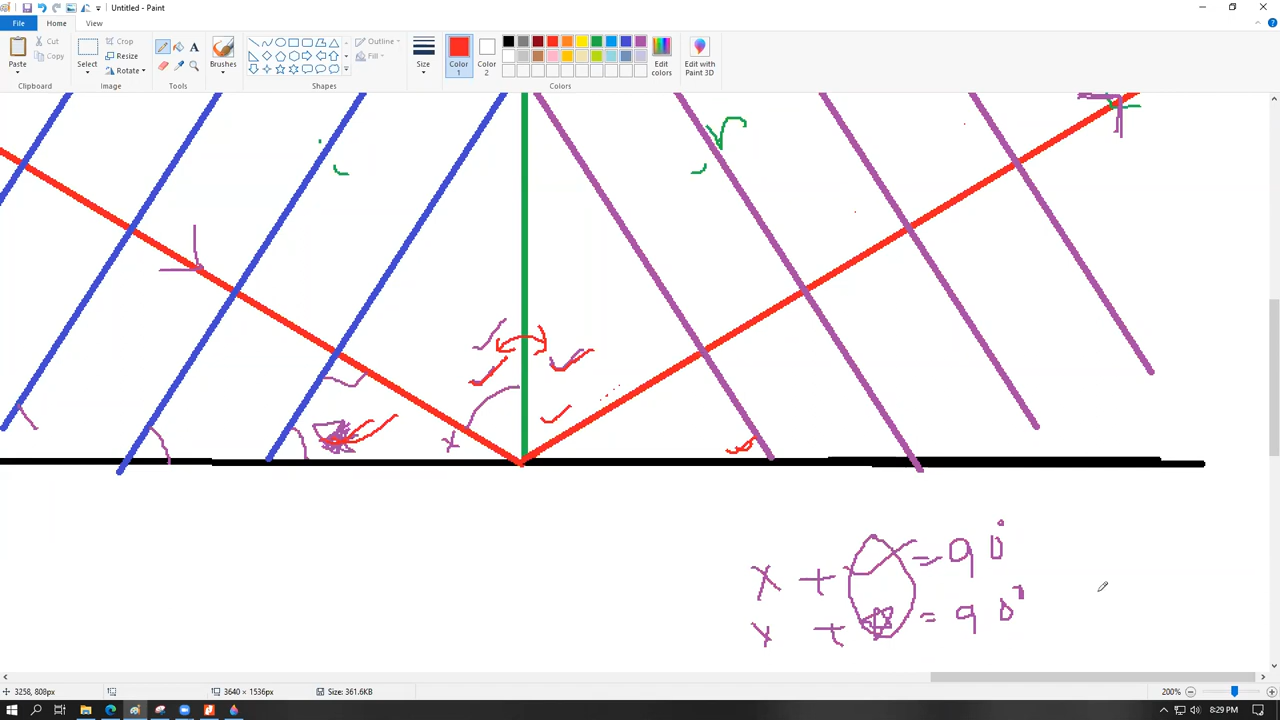 Untitled - Paint
File
Home
View
Paste
Cut
Copy
Clipboard
Select
Crop
Resize
Rotate
Image
A
Tools
Brushes
Shapes
Outline
Fill
Size
Color 1
Color 2
Edit colors
Edit with Paint 3D
Colors
x
x + ✓ = 90°
x + ☆ = 90°
3258, 808px
3640 × 1536px
Size: 361.6KB
200%
8:29 PM